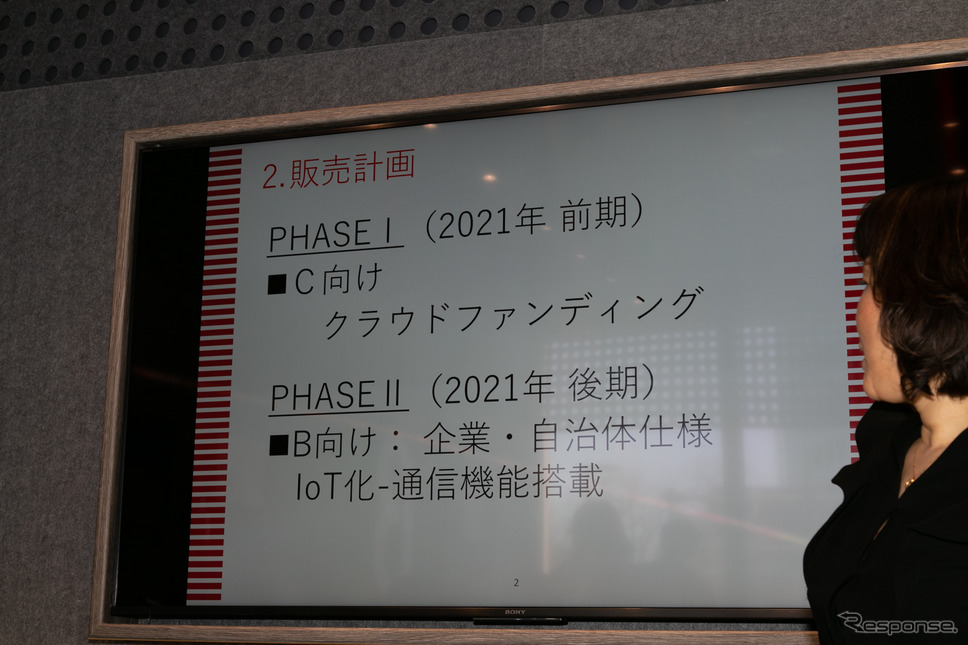 2.販売計画
PHASEⅠ（2021年 前期）
■C向け
クラウドファンディング
PHASEⅡ（2021年 後期）
■B向け： 企業・自治体仕様
IoT化-通信機能搭載
2
SONY
Response.